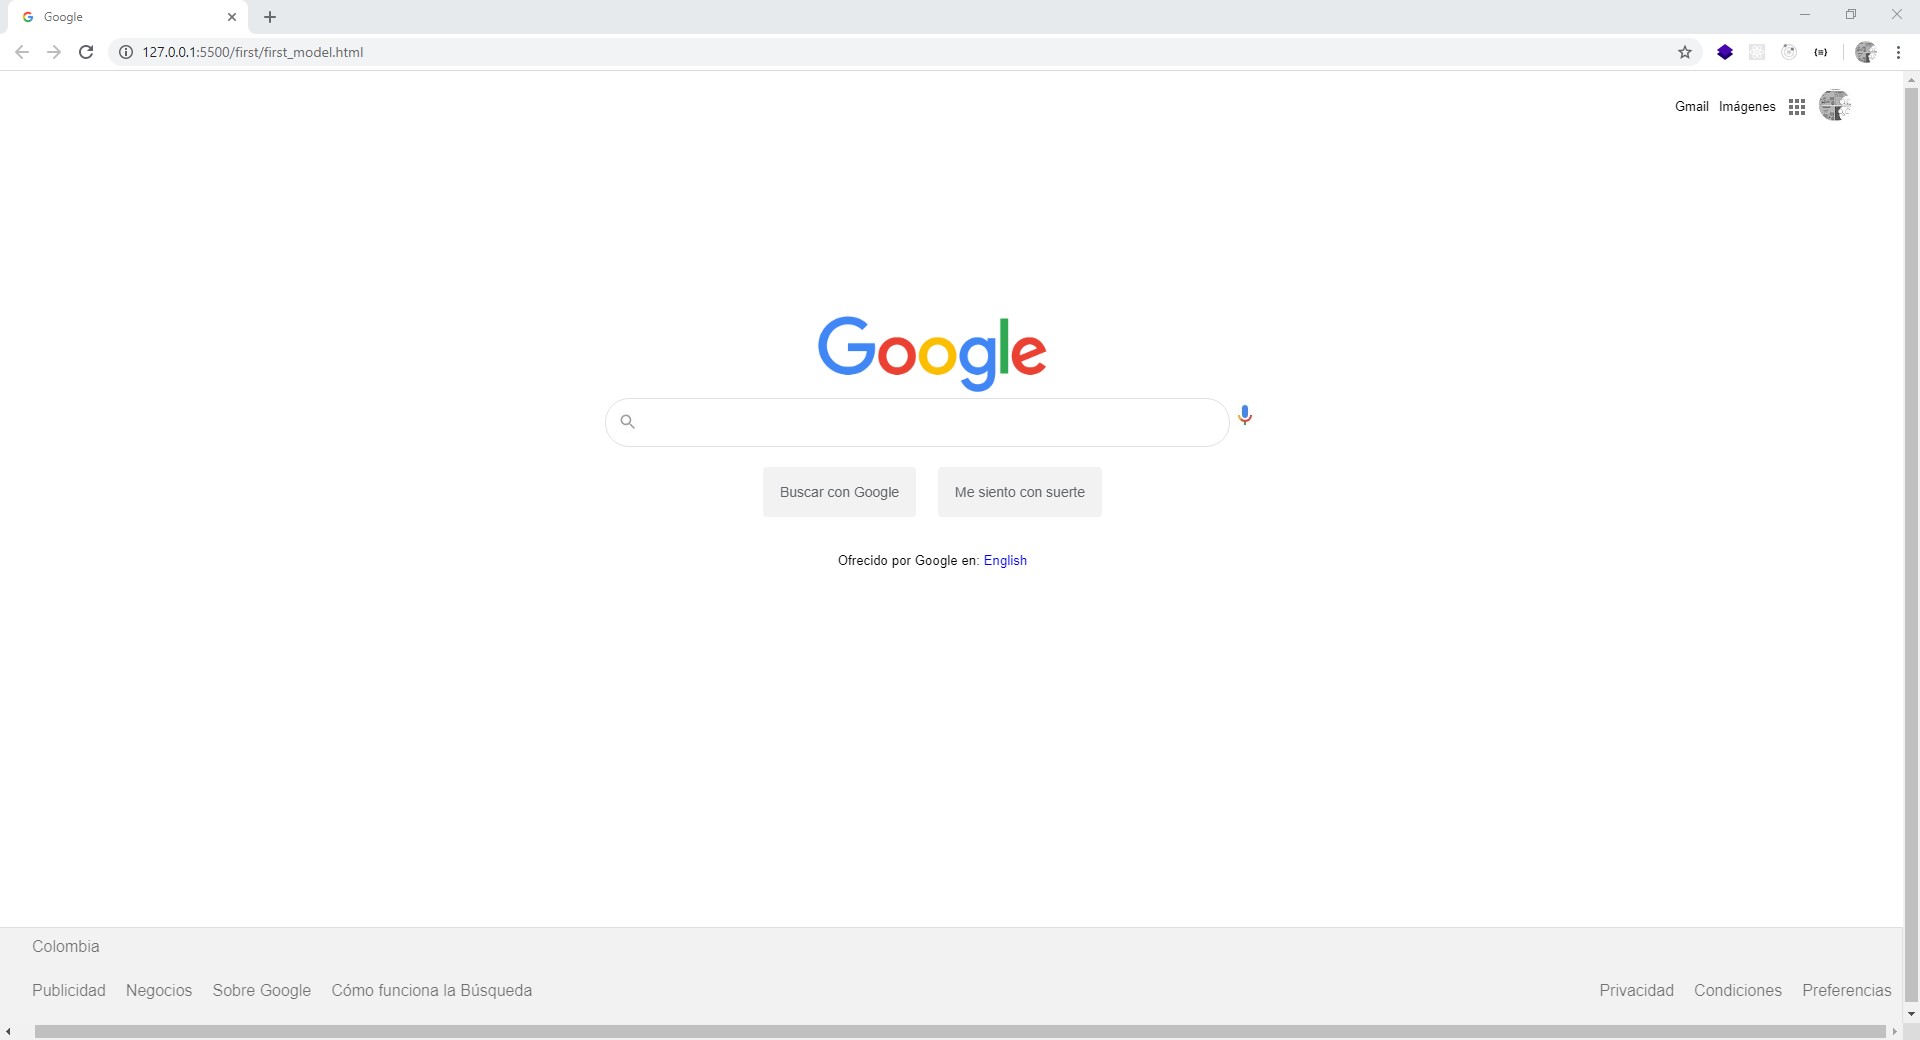 Google
127.0.0.1:5500/first/first_model.html
Gmail Imágenes
Google
Buscar con Google Me siento con suerte
Ofrecido por Google en: English
Colombia
Publicidad Negocios Sobre Google Cómo funciona la Búsqueda Privacidad Condiciones Preferencias